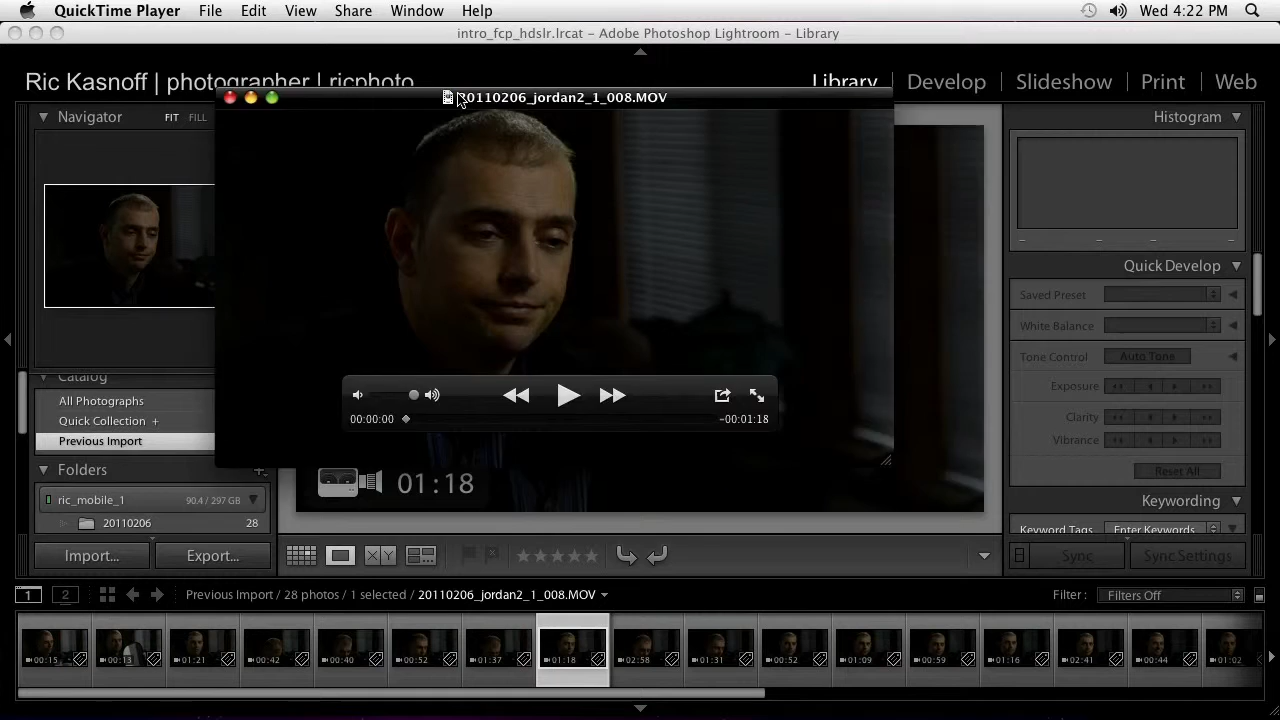 QuickTime Player File Edit View Share Window Help Wed 4:22 PM
intro_fcp_hdslr.lrcat – Adobe Photoshop Lightroom – Library
Ric Kasnoff | photographer | ricphoto Library Develop Slideshow Print Web
20110206_jordan2_1_008.MOV
Navigator FIT FILL
Histogram
Quick Develop
Saved Preset
White Balance
Tone Control Auto Tone
Exposure
Clarity
Vibrance
Reset All
Keywording
Keyword Tags Enter Keywords
Catalog
All Photographs
Quick Collection +
Previous Import
Folders
ric_mobile_1 90.4 / 297 GB
20110206 28
00:00:00 -00:01:18
01:18
Import... Export...
XY
Sync Sync Settings
1 2 Previous Import / 28 photos / 1 selected / 20110206_jordan2_1_008.MOV Filter : Filters Off
00:15 00:13 01:21 00:42 00:40 00:52 01:37 01:18 02:58 01:31 00:52 01:09 00:59 01:16 02:41 00:44 01:02